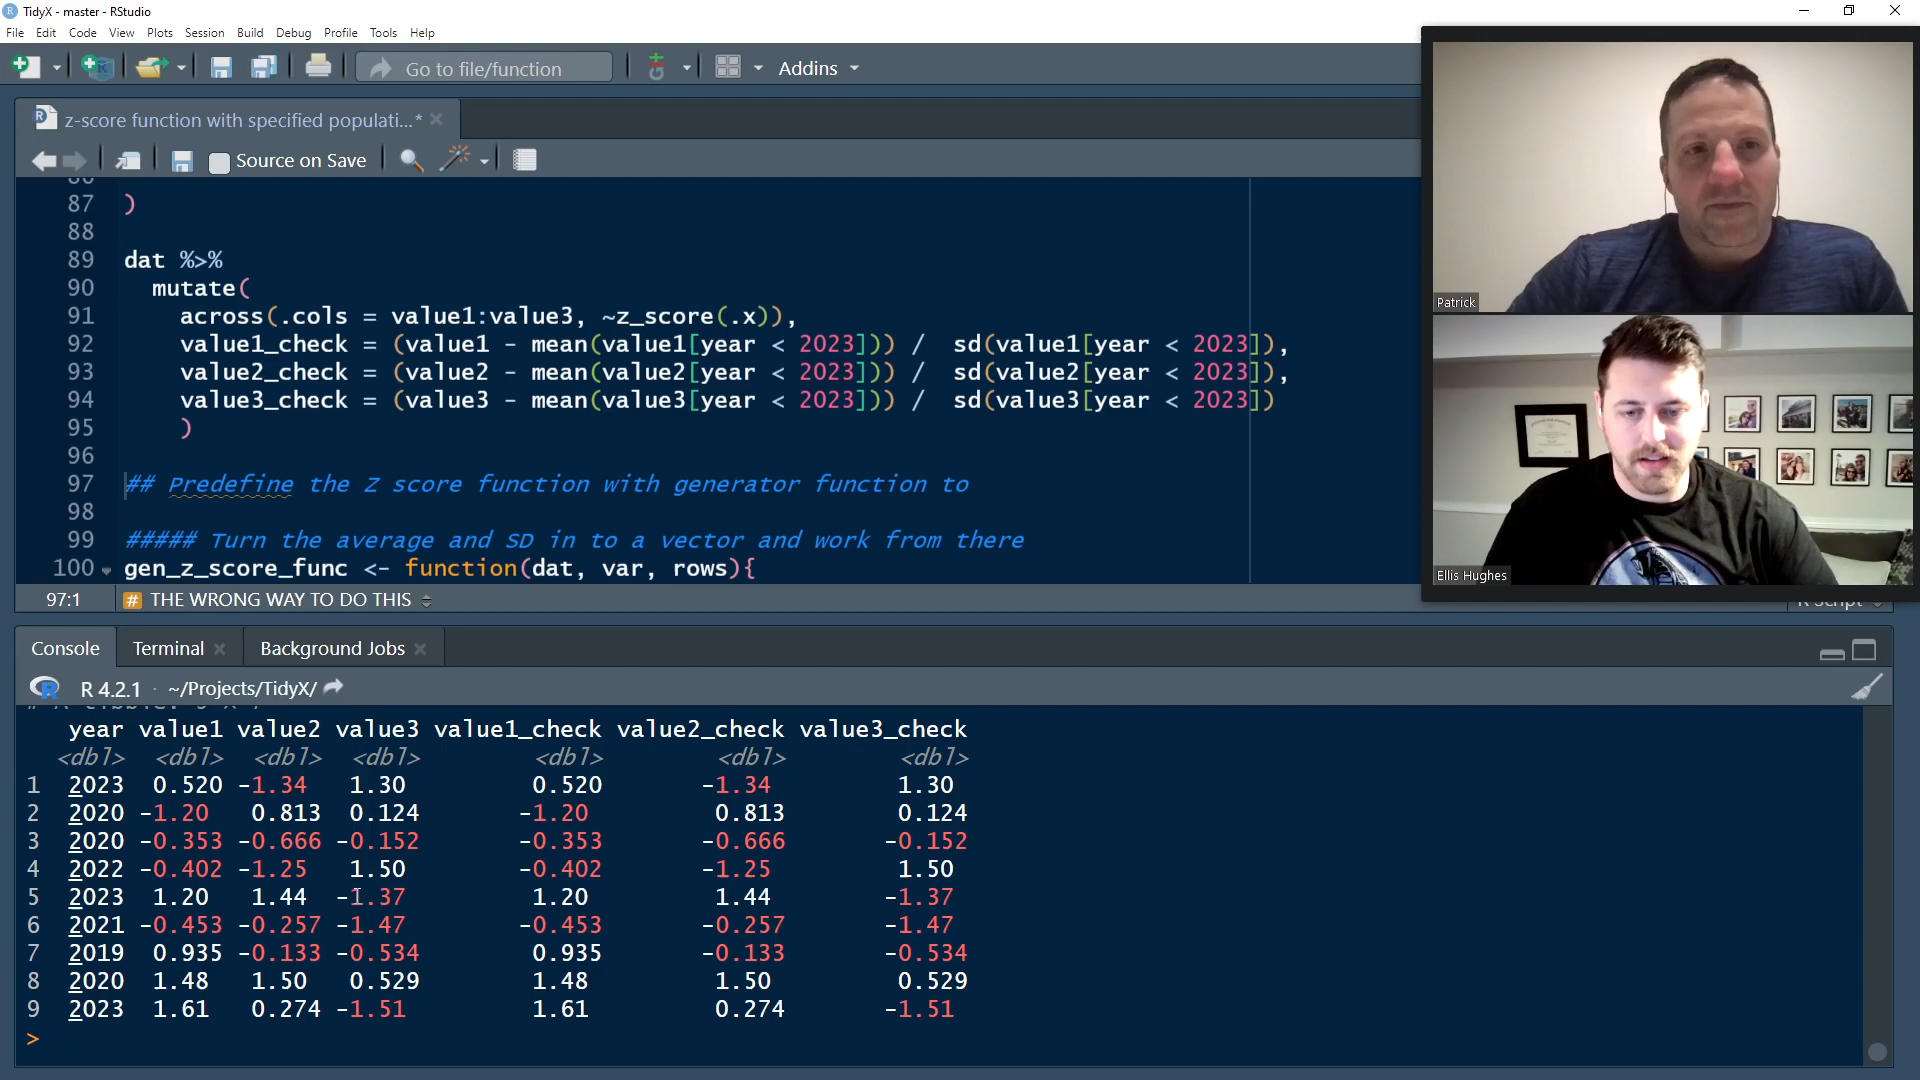 TidyX - master - RStudio
File Edit Code View Plots Session Build Debug Profile Tools Help
Go to file/function Addins
z-score function with specified populati...*
Source on Save
86
87 )
88
89 dat %>%
90 mutate(
91 across(.cols = value1:value3, ~z_score(.x)),
92 value1_check = (value1 - mean(value1[year < 2023])) / sd(value1[year < 2023]),
93 value2_check = (value2 - mean(value2[year < 2023])) / sd(value2[year < 2023]),
94 value3_check = (value3 - mean(value3[year < 2023])) / sd(value3[year < 2023])
95 )
96
97 ## Predefine the Z score function with generator function to
98
99 ##### Turn the average and SD in to a vector and work from there
100 gen_z_score_func <- function(dat, var, rows){
97:1 # THE WRONG WAY TO DO THIS R Script
Patrick
Ellis Hughes
Console Terminal Background Jobs
R 4.2.1 · ~/Projects/TidyX/
year value1 value2 value3 value1_check value2_check value3_check
<dbl> <dbl> <dbl> <dbl> <dbl> <dbl> <dbl>
1 2023 0.520 -1.34 1.30 0.520 -1.34 1.30
2 2020 -1.20 0.813 0.124 -1.20 0.813 0.124
3 2020 -0.353 -0.666 -0.152 -0.353 -0.666 -0.152
4 2022 -0.402 -1.25 1.50 -0.402 -1.25 1.50
5 2023 1.20 1.44 -1.37 1.20 1.44 -1.37
6 2021 -0.453 -0.257 -1.47 -0.453 -0.257 -1.47
7 2019 0.935 -0.133 -0.534 0.935 -0.133 -0.534
8 2020 1.48 1.50 0.529 1.48 1.50 0.529
9 2023 1.61 0.274 -1.51 1.61 0.274 -1.51
>